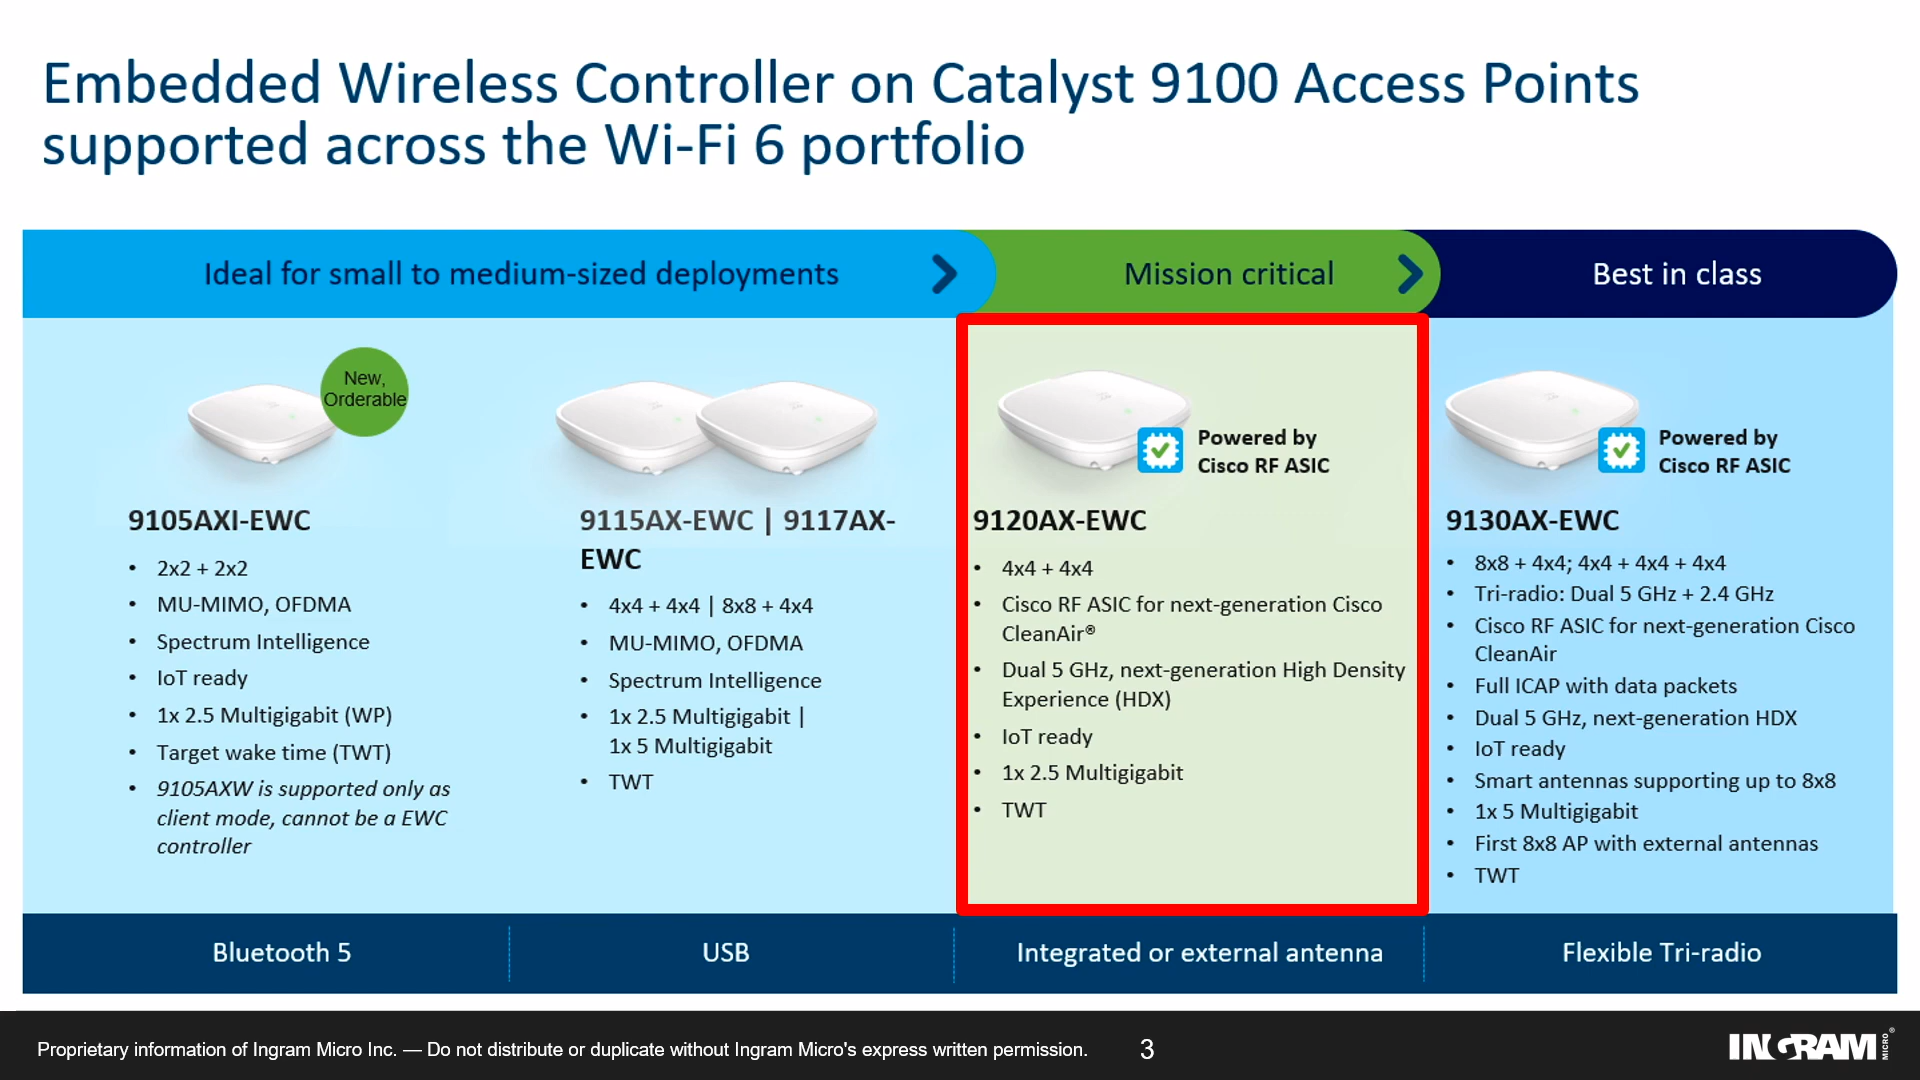 Embedded Wireless Controller on Catalyst 9100 Access Points
supported across the Wi-Fi 6 portfolio
Ideal for small to medium-sized deployments
Mission critical
Best in class
New,
Orderable
9105AXI-EWC
• 2x2 + 2x2
• MU-MIMO, OFDMA
• Spectrum Intelligence
• IoT ready
• 1x 2.5 Multigigabit (WP)
• Target wake time (TWT)
• 9105AXW is supported only as
client mode, cannot be a EWC
controller
9115AX-EWC | 9117AX-
EWC
• 4x4 + 4x4 | 8x8 + 4x4
• MU-MIMO, OFDMA
• Spectrum Intelligence
• 1x 2.5 Multigigabit |
1x 5 Multigigabit
• TWT
Powered by
Cisco RF ASIC
9120AX-EWC
• 4x4 + 4x4
• Cisco RF ASIC for next-generation Cisco
CleanAir®
• Dual 5 GHz, next-generation High Density
Experience (HDX)
• IoT ready
• 1x 2.5 Multigigabit
• TWT
Powered by
Cisco RF ASIC
9130AX-EWC
• 8x8 + 4x4; 4x4 + 4x4 + 4x4
• Tri-radio: Dual 5 GHz + 2.4 GHz
• Cisco RF ASIC for next-generation Cisco
CleanAir
• Full ICAP with data packets
• Dual 5 GHz, next-generation HDX
• IoT ready
• Smart antennas supporting up to 8x8
• 1x 5 Multigigabit
• First 8x8 AP with external antennas
• TWT
Bluetooth 5
USB
Integrated or external antenna
Flexible Tri-radio
Proprietary information of Ingram Micro Inc. — Do not distribute or duplicate without Ingram Micro's express written permission.
3
INGRAM MICRO®